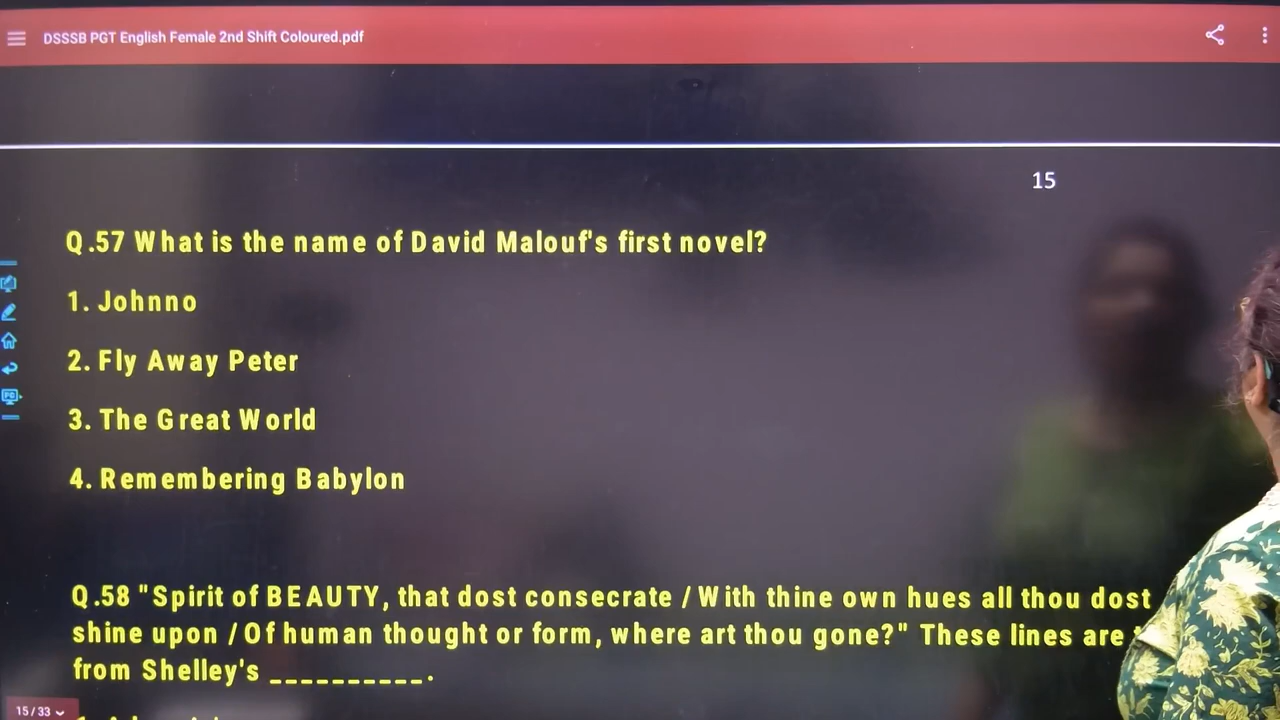 DSSSB PGT English Female 2nd Shift Coloured.pdf
15
Q.57 What is the name of David Malouf's first novel?
1. Johnno
2. Fly Away Peter
3. The Great World
4. Remembering Babylon
Q.58 "Spirit of BEAUTY, that dost consecrate / With thine own hues all thou dost
shine upon / Of human thought or form, where art thou gone?" These lines are
from Shelley's __________.
15 / 33